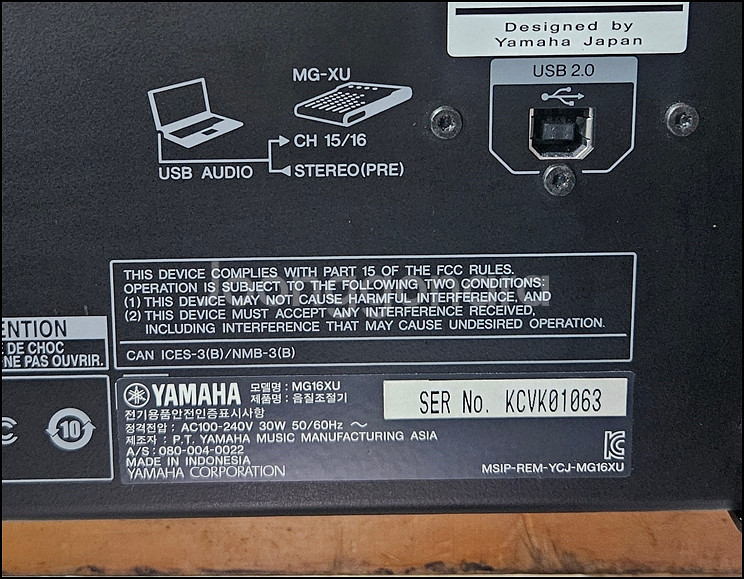 Designed by
Yamaha Japan
USB 2.0
MG-XU
CH 15/16
USB AUDIO
STEREO(PRE)
THIS DEVICE COMPLIES WITH PART 15 OF THE FCC RULES.
OPERATION IS SUBJECT TO THE FOLLOWING TWO CONDITIONS:
(1) THIS DEVICE MAY NOT CAUSE HARMFUL INTERFERENCE, AND
(2) THIS DEVICE MUST ACCEPT ANY INTERFERENCE RECEIVED,
INCLUDING INTERFERENCE THAT MAY CAUSE UNDESIRED OPERATION.
CAN ICES-3(B)/NMB-3(B)
ENTION
DE CHOC
NE PAS OUVRIR.
10
YAMAHA 모델명 : MG16XU
제품명 : 음질조절기
전기용품안전인증표시사항
정격전압 : AC100-240V 30W 50/60Hz ～
제조자 : P.T. YAMAHA MUSIC MANUFACTURING ASIA
A/S : 080-004-0022
MADE IN INDONESIA
YAMAHA CORPORATION
SER No. KCVK01063
MSIP-REM-YCJ-MG16XU